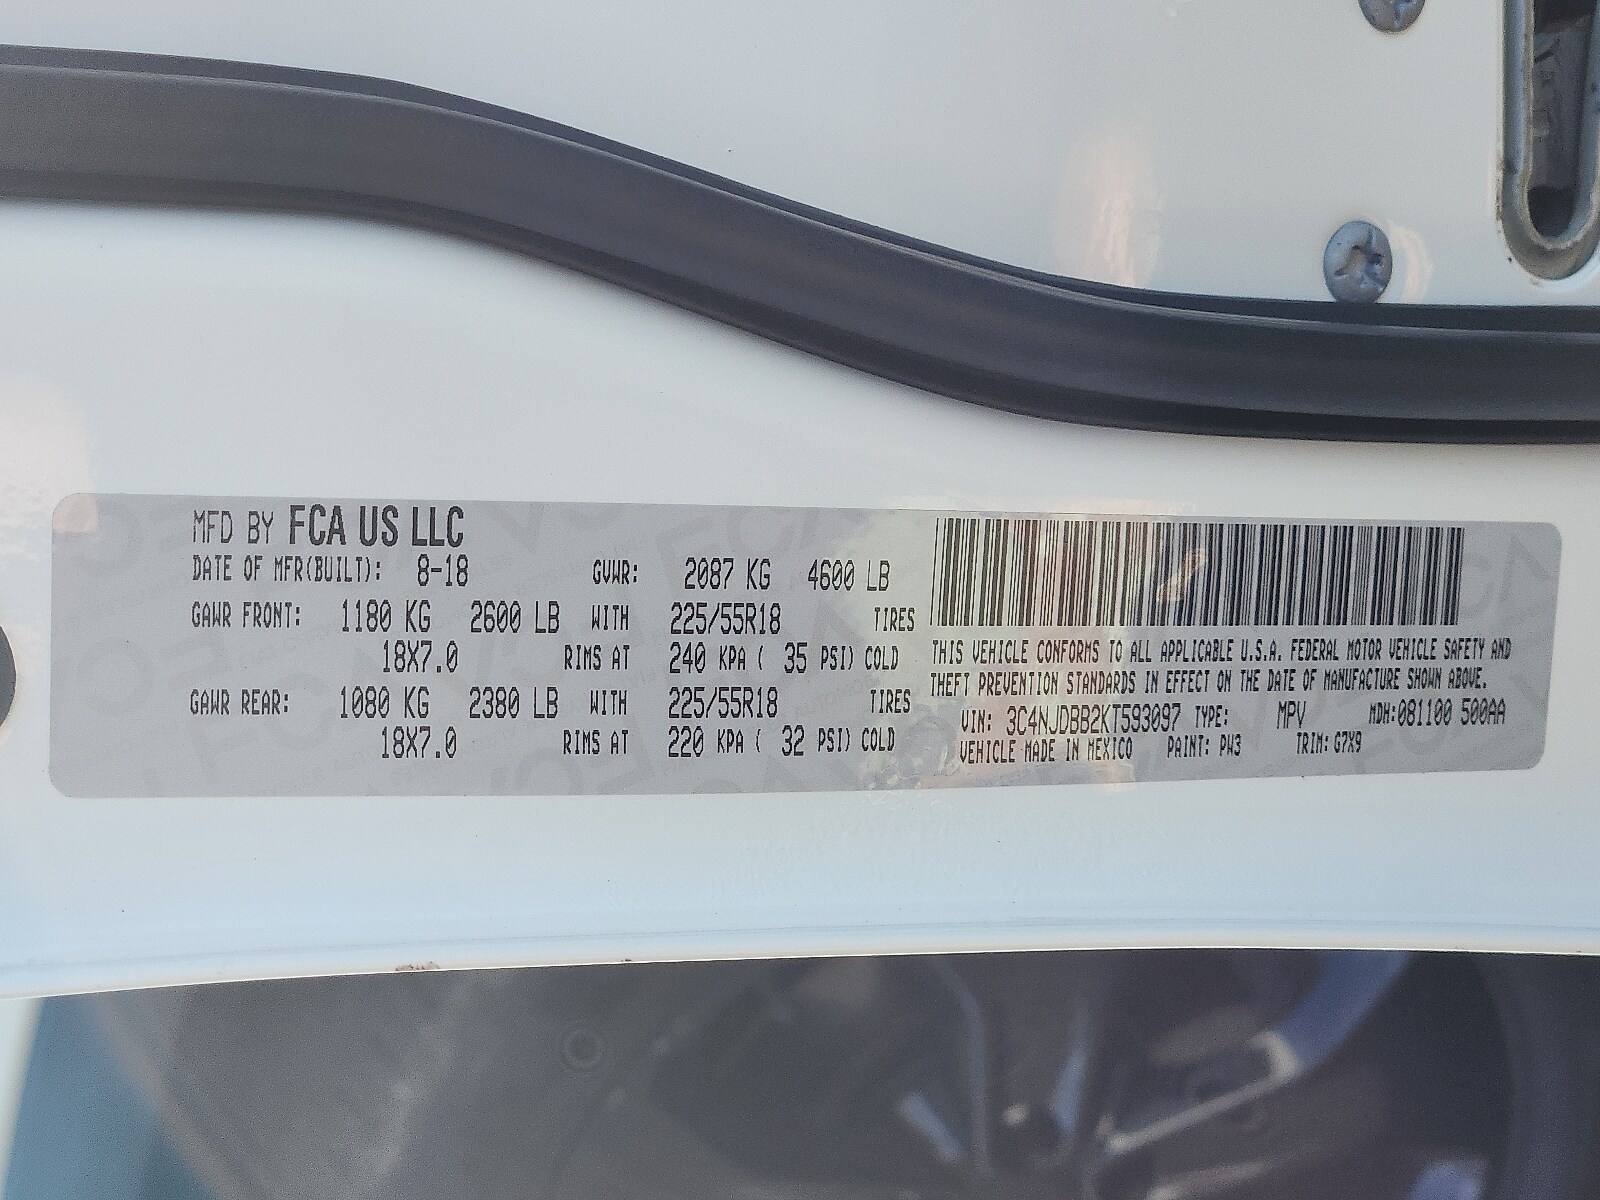 MFD BY FCA US LLC
DATE OF MFR(BUILT): 8-18 GVWR: 2087 KG 4600 LB
GAWR FRONT: 1180 KG 2600 LB WITH 225/55R18 TIRES
18X7.0 RIMS AT 240 KPA ( 35 PSI) COLD
GAWR REAR: 1080 KG 2380 LB WITH 225/55R18 TIRES
18X7.0 RIMS AT 220 KPA ( 32 PSI) COLD
THIS VEHICLE CONFORMS TO ALL APPLICABLE U.S.A. FEDERAL MOTOR VEHICLE SAFETY AND
THEFT PREVENTION STANDARDS IN EFFECT ON THE DATE OF MANUFACTURE SHOWN ABOVE.
VIN: 3C4NJDBB2KT593097 TYPE: MPV MDH:081100 500AA
VEHICLE MADE IN MEXICO PAINT: PW3 TRIM: G7X9